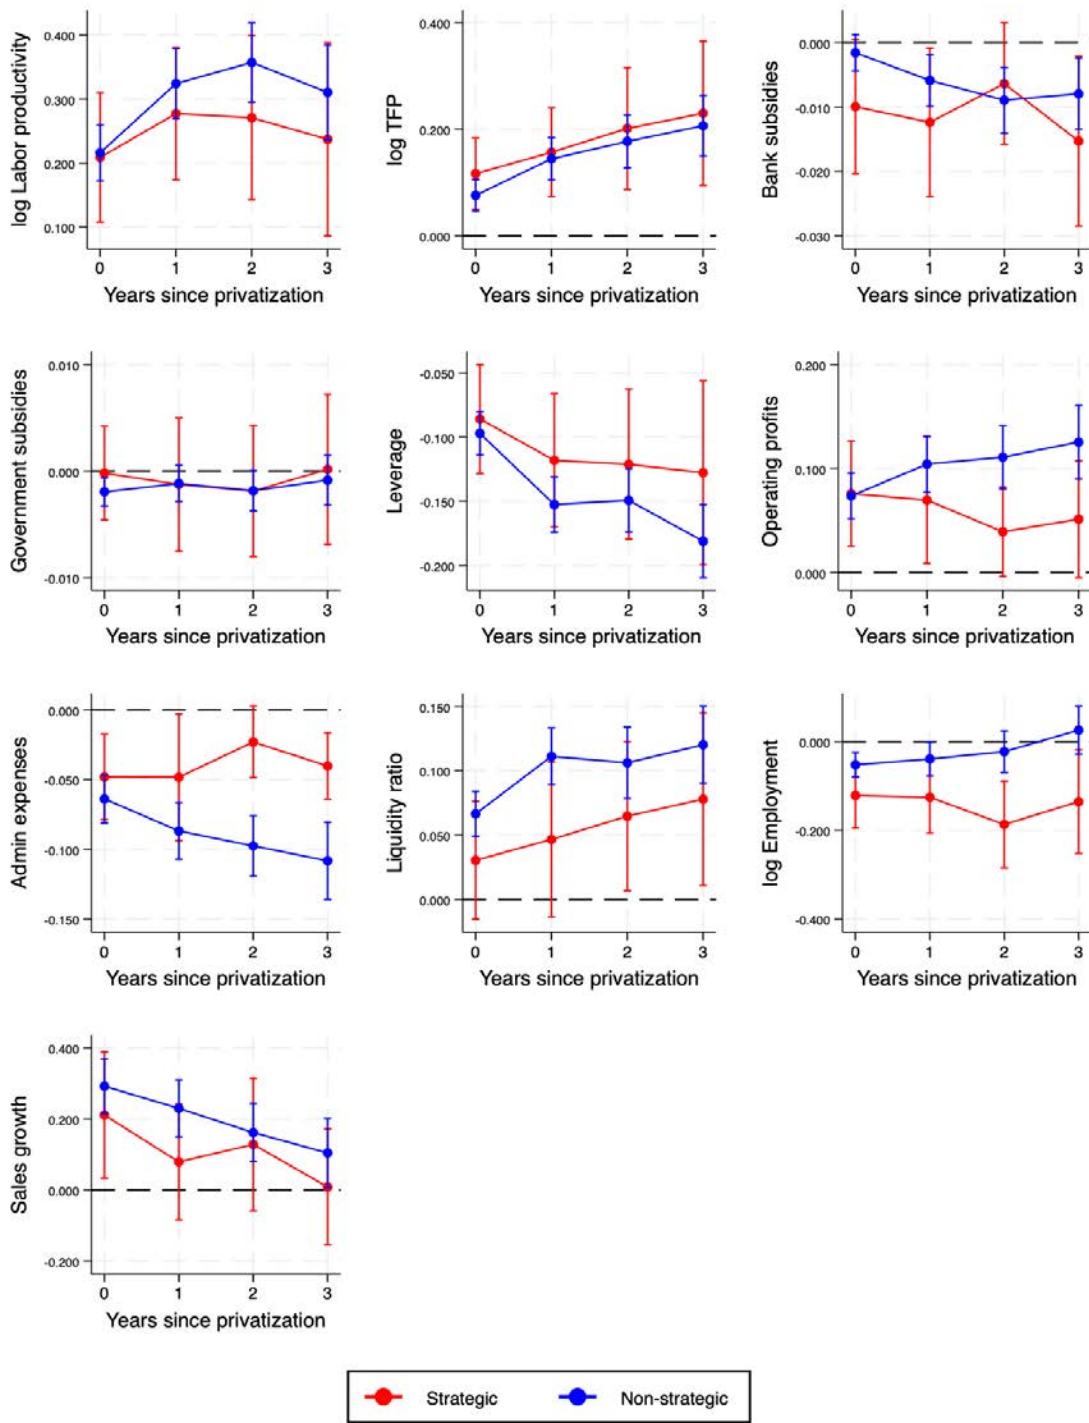 log Labor productivity
0.400
0.300
0.200
0.100
0 1 2 3
Years since privatization
log TFP
0.400
0.200
0.000
0 1 2 3
Years since privatization
Bank subsidies
0.000
-0.010
-0.020
-0.030
0 1 2 3
Years since privatization
Government subsidies
0.010
0.000
-0.010
0 1 2 3
Years since privatization
Leverage
-0.050
-0.100
-0.150
-0.200
0 1 2 3
Years since privatization
Operating profits
0.200
0.100
0.000
0 1 2 3
Years since privatization
Admin expenses
0.000
-0.050
-0.100
-0.150
0 1 2 3
Years since privatization
Liquidity ratio
0.150
0.100
0.050
0.000
0 1 2 3
Years since privatization
log Employment
0.000
-0.200
-0.400
0 1 2 3
Years since privatization
Sales growth
0.400
0.200
0.000
-0.200
0 1 2 3
Years since privatization
Strategic Non-strategic